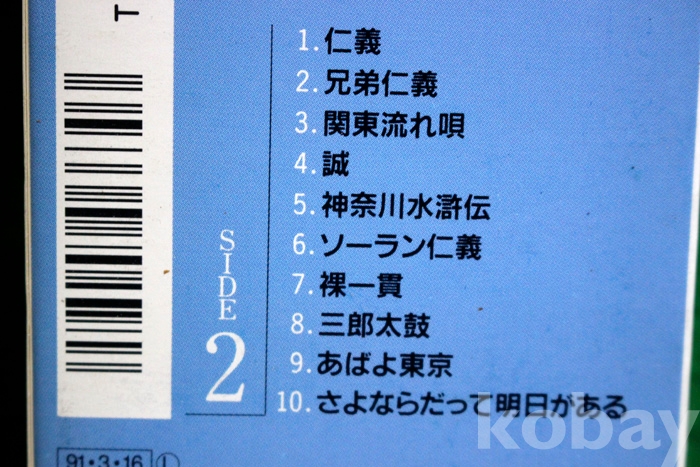 T
1. 仁義
2. 兄弟仁義
3. 関東流れ唄
4. 誠
5. 神奈川水滸伝
6. ソーラン仁義
7. 裸一貫
8. 三郎太鼓
9. あばよ東京
10. さよならだって明日がある
SIDE
2
91・3・16 L
kobay